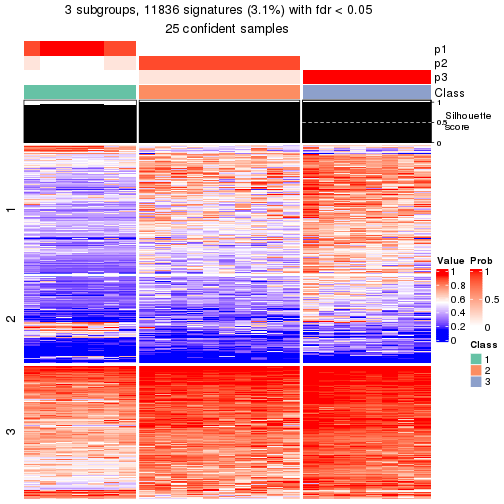 3 subgroups, 11836 signatures (3.1%) with fdr < 0.05
25 confident samples
p1
p2
p3
Class
1
0.5
0
Silhouette
score
1
2
3
Value
1
0.8
0.6
0.4
0.2
0
Prob
1
0.5
0
Class
1
2
3